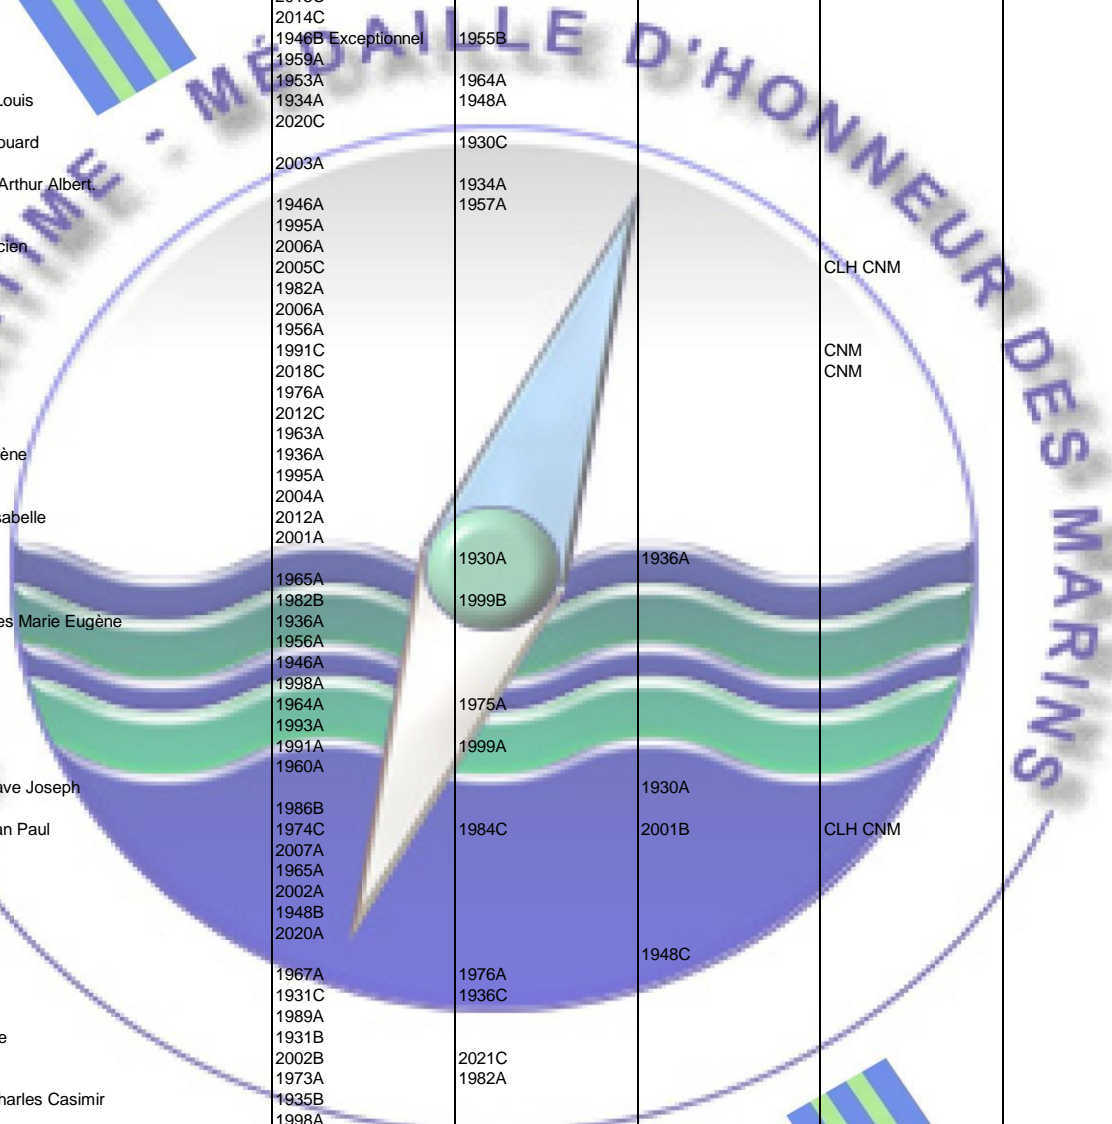 2014C
1946B Exceptionnel 1955B
1959A
1953A 1964A
Louis 1934A 1948A
2020C
ouard 1930C
2003A
Arthur Albert. 1934A
1946A 1957A
1995A
cien 2006A
2005C CLH CNM
1982A
2006A
1956A
1991C CNM
2018C CNM
1976A
2012C
1963A
ène 1936A
1995A
2004A
sabelle 2012A
2001A
1930A 1936A
1965A
1982B 1999B
es Marie Eugène 1936A
1956A
1946A
1998A
1964A 1975A
1993A
1991A 1999A
1960A
ave Joseph 1930A
1986B
an Paul 1974C 1984C 2001B CLH CNM
2007A
1965A
2002A
1948B
2020A
1948C
1967A 1976A
1931C 1936C
1989A
e 1931B
2002B 2021C
1973A 1982A
harles Casimir 1935B
1998A
TIME - MÉDAILLE D'HONNEUR DES MARINS